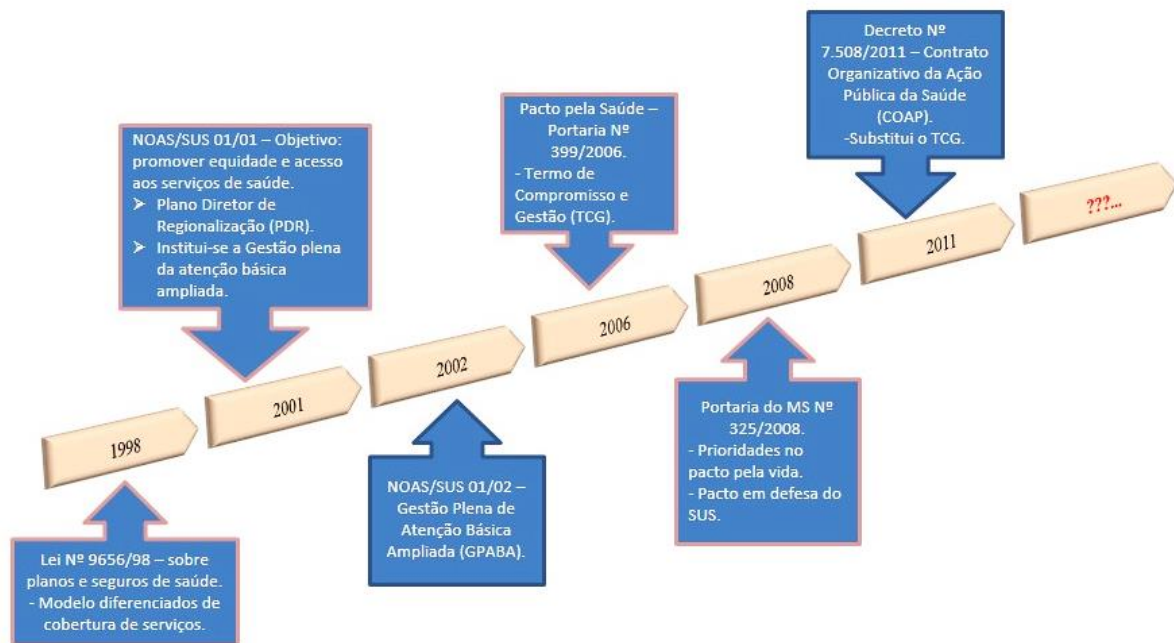 Decreto Nº
7.508/2011 – Contrato
Organizativo da Ação
Pública da Saúde
(COAP).
-Substitui o TCG.
Pacto pela Saúde –
Portaria Nº
399/2006.
- Termo de
Compromisso e
Gestão (TCG).
NOAS/SUS 01/01 – Objetivo:
promover equidade e acesso
aos serviços de saúde.
➢ Plano Diretor de
Regionalização (PDR).
➢ Institui-se a Gestão plena
da atenção básica
ampliada.
1998
2001
2002
2006
2008
2011
???...
Lei Nº 9656/98 – sobre
planos e seguros de saúde.
- Modelo diferenciados de
cobertura de serviços.
NOAS/SUS 01/02 –
Gestão Plena de
Atenção Básica
Ampliada (GPABA).
Portaria do MS Nº
325/2008.
- Prioridades no
pacto pela vida.
- Pacto em defesa do
SUS.